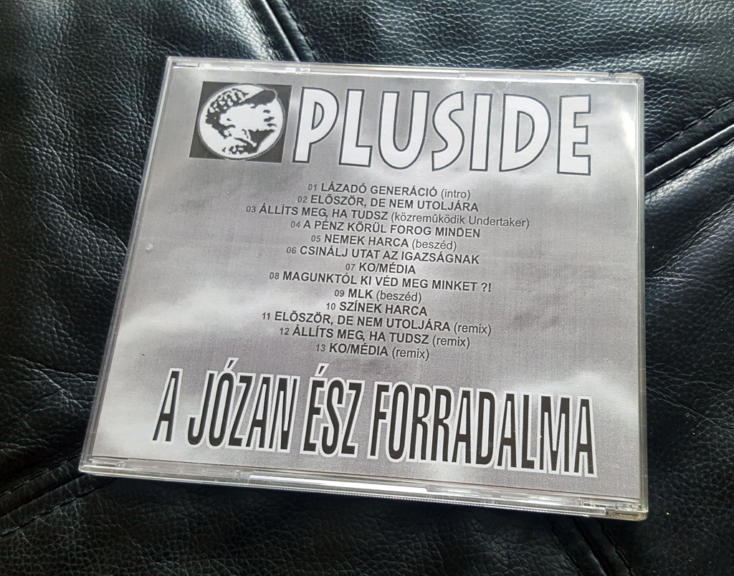 PLUSIDE
01 LÁZADÓ GENERÁCIÓ (intro)
02 ELŐSZÖR, DE NEM UTOLJÁRA
03 ÁLLÍTS MEG, HA TUDSZ (közreműködik Undertaker)
04 A PÉNZ KÖRÜL FOROG MINDEN
05 NEMEK HARCA (beszéd)
06 CSINÁLJ UTAT AZ IGAZSÁGNAK
07 KO/MÉDIA
08 MAGUNKTÓL KI VÉD MEG MINKET ?!
09 MLK (beszéd)
10 SZÍNEK HARCA
11 ELŐSZÖR, DE NEM UTOLJÁRA (remix)
12 ÁLLÍTS MEG, HA TUDSZ (remix)
13 KO/MÉDIA (remix)
A JÓZAN ÉSZ FORRADALMA